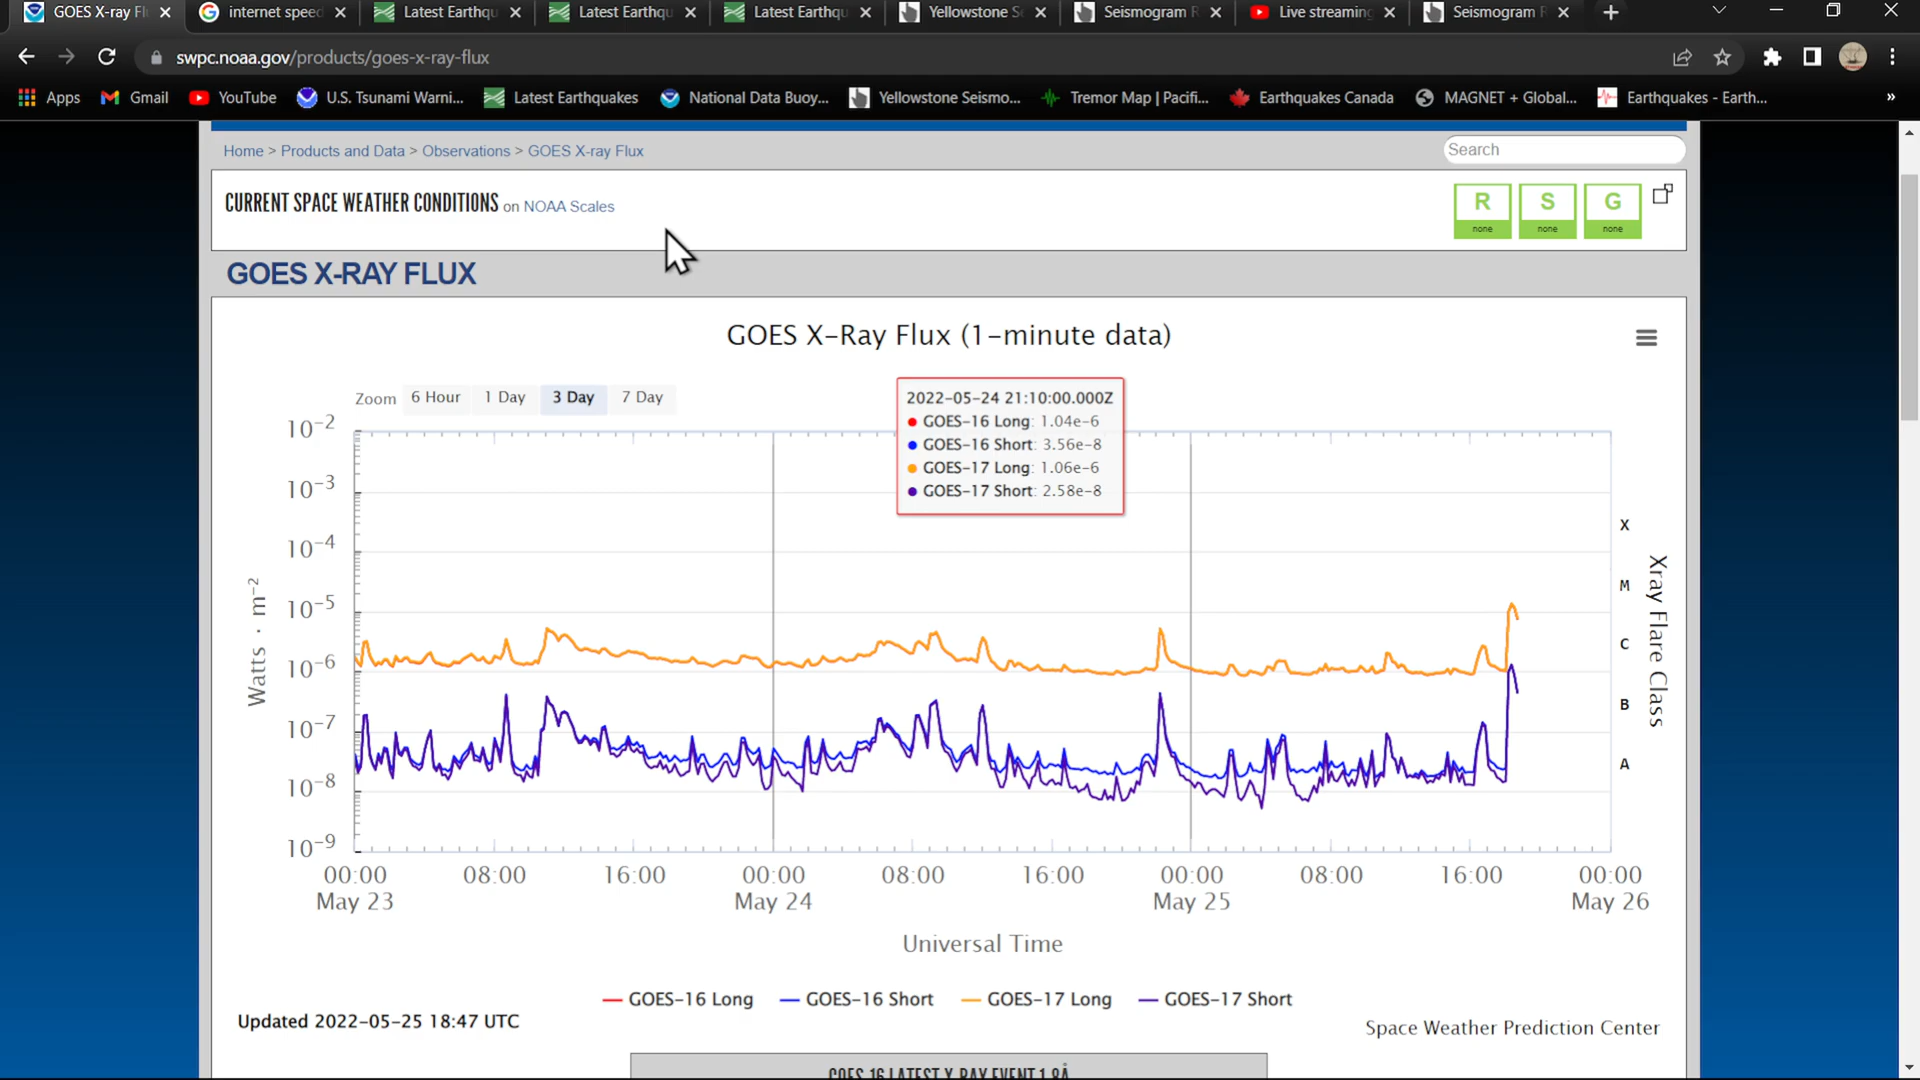 GOES X-ray Fl
internet speed
Latest Earthqu
Latest Earthqu
Latest Earthqu
Yellowstone Se
Seismogram R
Live streaming
Seismogram R
swpc.noaa.gov/products/goes-x-ray-flux
Apps
Gmail
YouTube
U.S. Tsunami Warni...
Latest Earthquakes
National Data Buoy...
Yellowstone Seismo...
Tremor Map | Pacifi...
Earthquakes Canada
MAGNET + Global...
Earthquakes - Earth...
»
Home > Products and Data > Observations > GOES X-ray Flux
Search
CURRENT SPACE WEATHER CONDITIONS on NOAA Scales
R
none
S
none
G
none
GOES X-RAY FLUX
GOES X-Ray Flux (1-minute data)
Zoom 6 Hour 1 Day 3 Day 7 Day
2022-05-24 21:10:00.000Z
GOES-16 Long: 1.04e-6
GOES-16 Short: 3.56e-8
GOES-17 Long: 1.06e-6
GOES-17 Short: 2.58e-8
10⁻²
10⁻³
10⁻⁴
10⁻⁵
10⁻⁶
10⁻⁷
10⁻⁸
10⁻⁹
Watts · m⁻²
X
M
C
B
A
Xray Flare Class
00:00 08:00 16:00 00:00 08:00 16:00 00:00 08:00 16:00 00:00
May 23 May 24 May 25 May 26
Universal Time
GOES-16 Long GOES-16 Short GOES-17 Long GOES-17 Short
Updated 2022-05-25 18:47 UTC
Space Weather Prediction Center
GOES 16 LATEST X-RAY EVENT 1-8Å